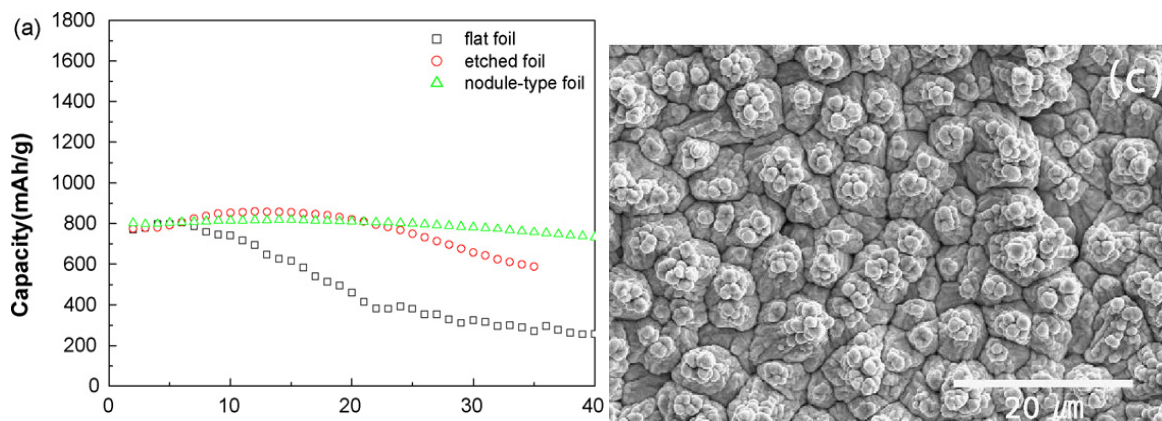 (a)
Capacity(mAh/g)
1800
1600
1400
1200
1000
800
600
400
200
0
0
10
20
30
40
flat foil
etched foil
nodule-type foil
(c)
20 μm